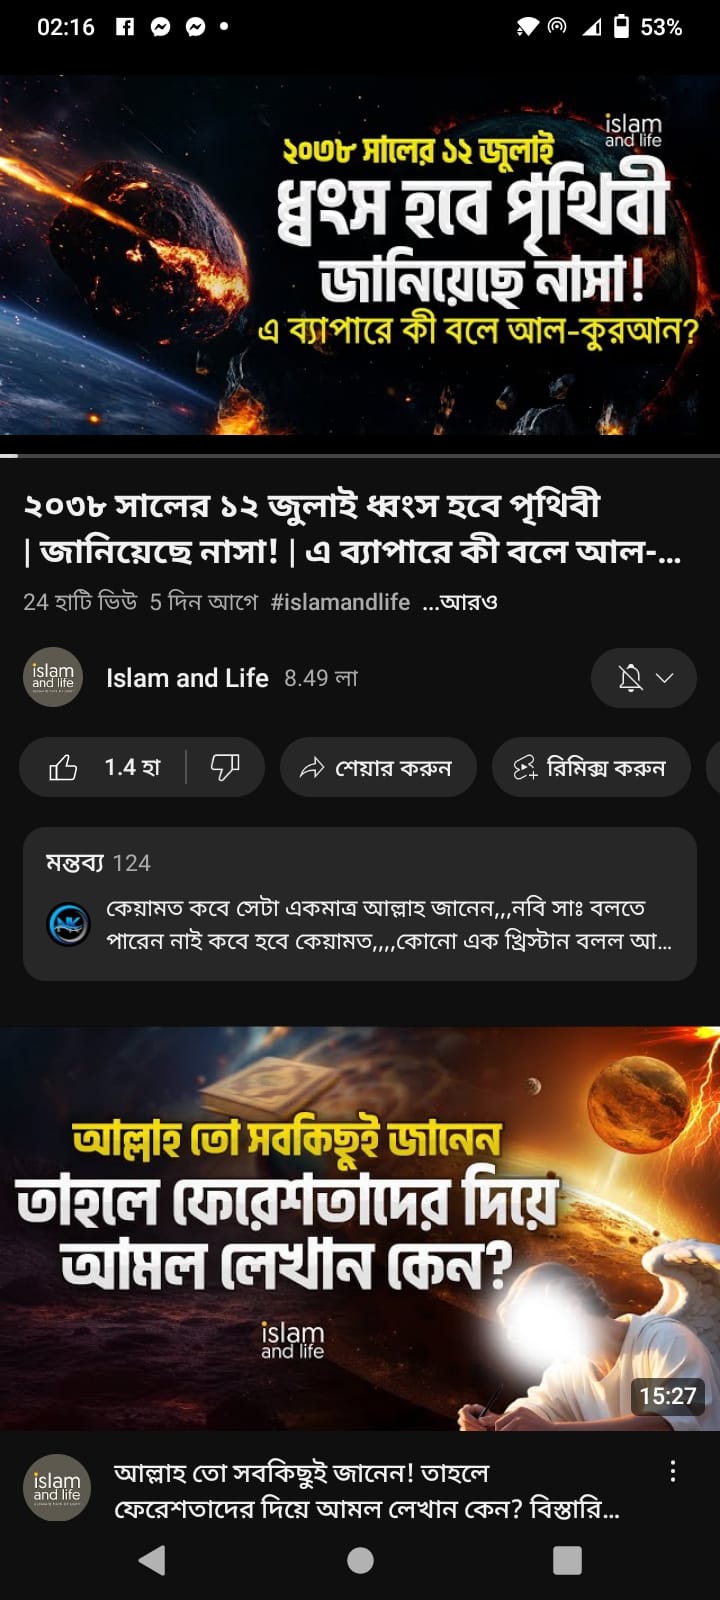 02:16
53%
islam
and life
২০৩৮ সালের ১২ জুলাই
ধ্বংস হবে পৃথিবী
জানিয়েছে নাসা!
এ ব্যাপারে কী বলে আল-কুরআন?
২০৩৮ সালের ১২ জুলাই ধ্বংস হবে পৃথিবী
| জানিয়েছে নাসা! | এ ব্যাপারে কী বলে আল-...
24 হাটি ভিউ 5 দিন আগে #islamandlife ...আরও
islam
and life
Islam and Life 8.49 লা
1.4 হা শেয়ার করুন রিমিক্স করুন
মন্তব্য 124
কেয়ামত কবে সেটা একমাত্র আল্লাহ জানেন,,,নবি সাঃ বলতে
পারেন নাই কবে হবে কেয়ামত,,,,কোনো এক খ্রিস্টান বলল আ...
আল্লাহ তো সবকিছুই জানেন
তাহলে ফেরেশতাদের দিয়ে
আমল লেখান কেন?
islam
and life
15:27
islam
and life
আল্লাহ তো সবকিছুই জানেন! তাহলে
ফেরেশতাদের দিয়ে আমল লেখান কেন? বিস্তারি...